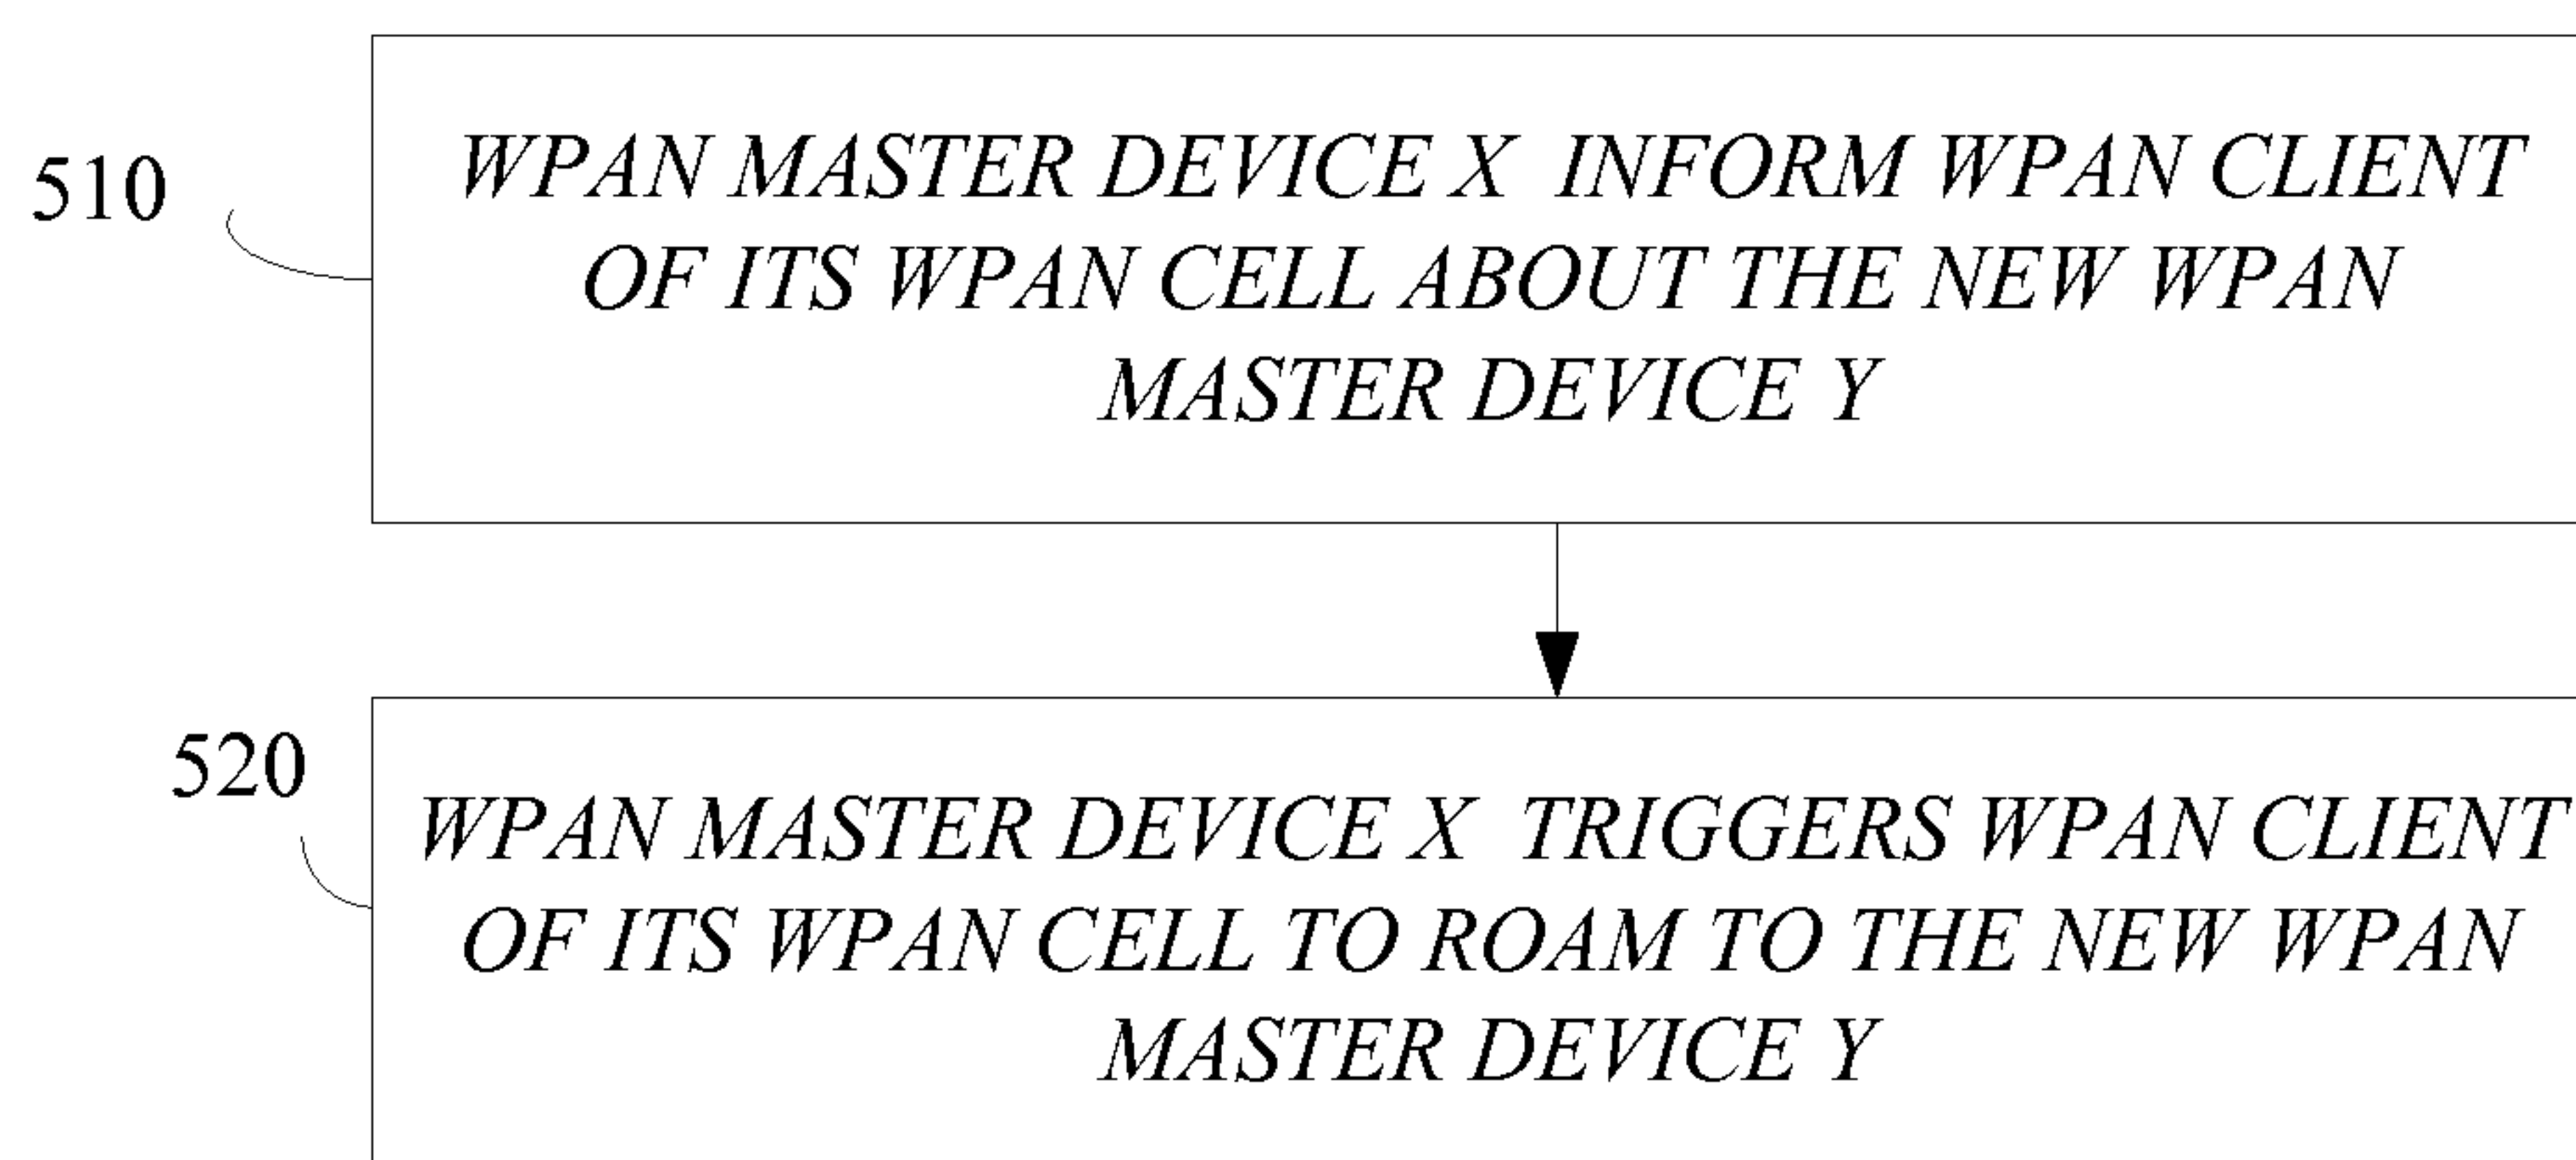 510
WPAN MASTER DEVICE X INFORM WPAN CLIENT
OF ITS WPAN CELL ABOUT THE NEW WPAN
MASTER DEVICE Y
520
WPAN MASTER DEVICE X TRIGGERS WPAN CLIENT
OF ITS WPAN CELL TO ROAM TO THE NEW WPAN
MASTER DEVICE Y